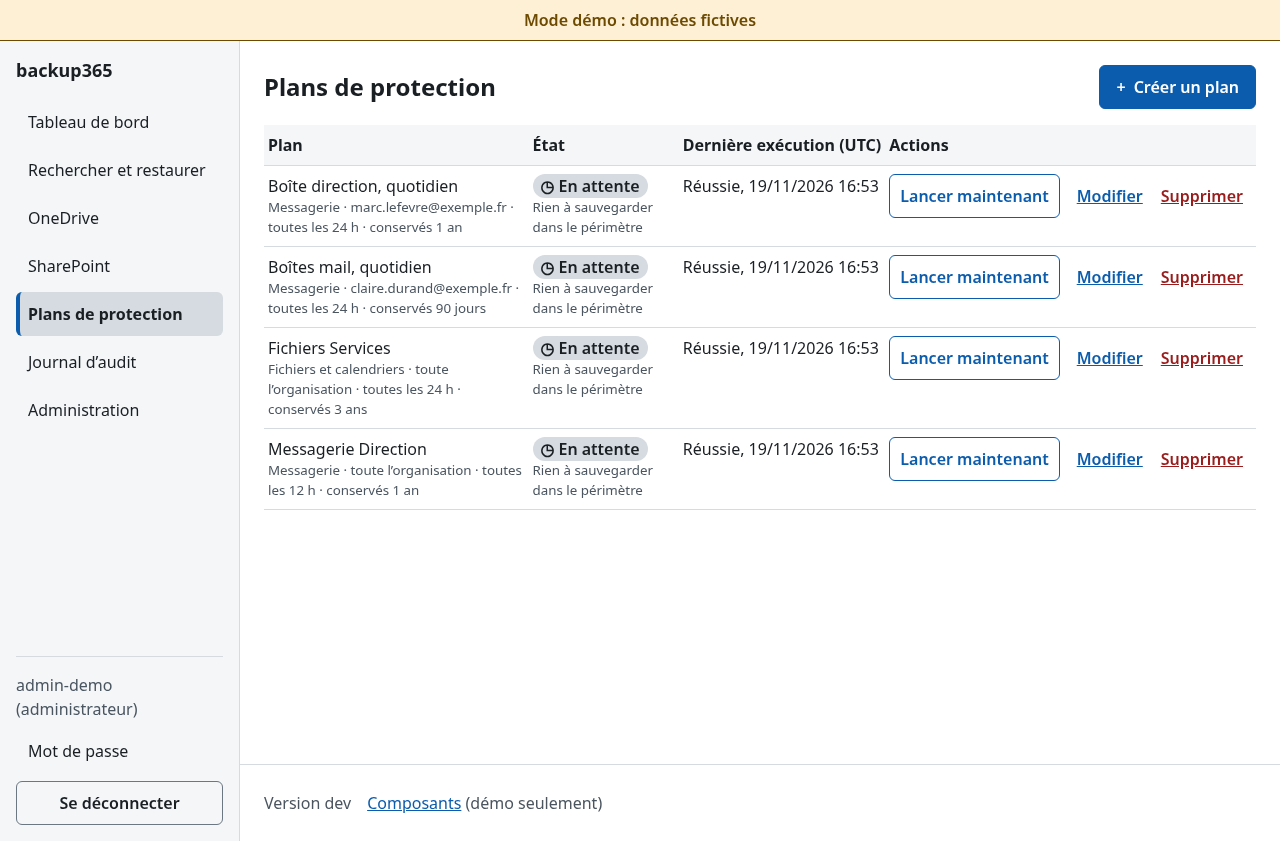 Mode démo : données fictives
backup365
Tableau de bord
Rechercher et restaurer
OneDrive
SharePoint
Plans de protection
Journal d’audit
Administration
admin-demo
(administrateur)
Mot de passe
Se déconnecter
Plans de protection
+ Créer un plan
Plan État Dernière exécution (UTC) Actions
Boîte direction, quotidien
Messagerie · marc.lefevre@exemple.fr ·
toutes les 24 h · conservés 1 an
En attente
Rien à sauvegarder
dans le périmètre
Réussie, 19/11/2026 16:53
Lancer maintenant Modifier Supprimer
Boîtes mail, quotidien
Messagerie · claire.durand@exemple.fr ·
toutes les 24 h · conservés 90 jours
En attente
Rien à sauvegarder
dans le périmètre
Réussie, 19/11/2026 16:53
Lancer maintenant Modifier Supprimer
Fichiers Services
Fichiers et calendriers · toute
l’organisation · toutes les 24 h ·
conservés 3 ans
En attente
Rien à sauvegarder
dans le périmètre
Réussie, 19/11/2026 16:53
Lancer maintenant Modifier Supprimer
Messagerie Direction
Messagerie · toute l’organisation · toutes
les 12 h · conservés 1 an
En attente
Rien à sauvegarder
dans le périmètre
Réussie, 19/11/2026 16:53
Lancer maintenant Modifier Supprimer
Version dev Composants (démo seulement)